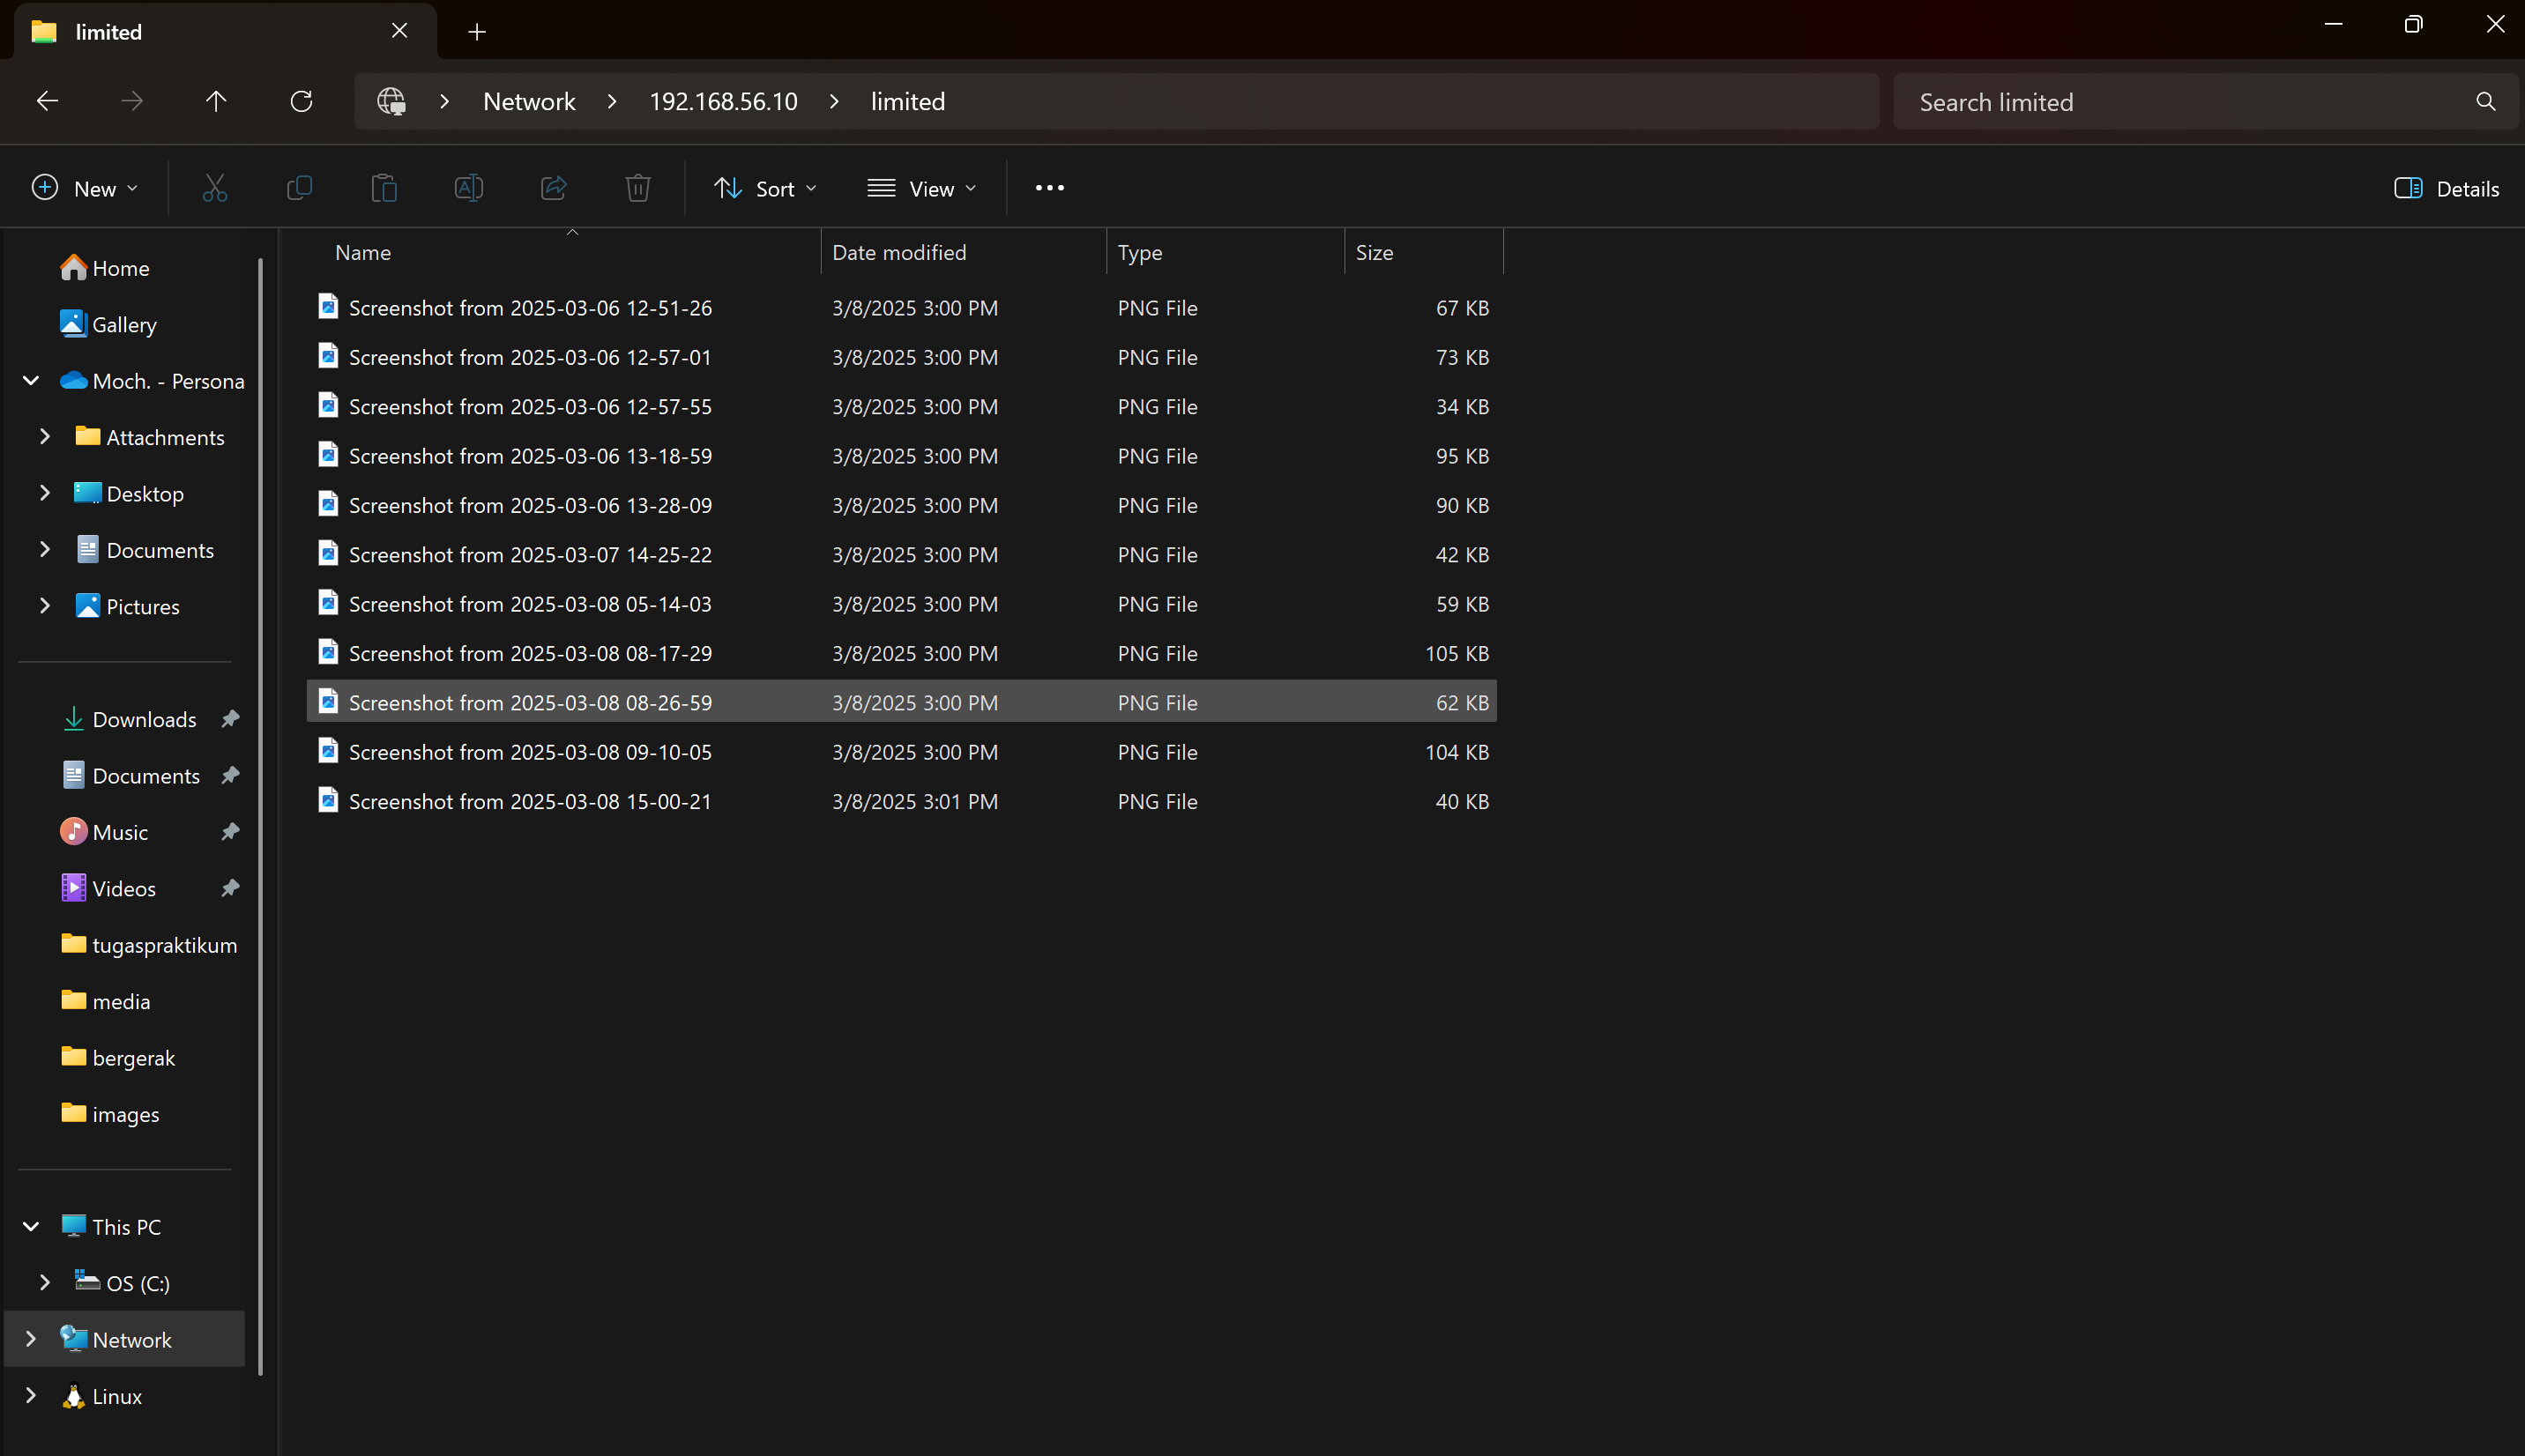 limited
Network > 192.168.56.10 > limited
Search limited
New
Sort
View
Details
Home
Gallery
Moch. - Persona
Attachments
Desktop
Documents
Pictures
Downloads
Documents
Music
Videos
tugaspraktikum
media
bergerak
images
This PC
OS (C:)
Network
Linux
Name Date modified Type Size
Screenshot from 2025-03-06 12-51-26 3/8/2025 3:00 PM PNG File 67 KB
Screenshot from 2025-03-06 12-57-01 3/8/2025 3:00 PM PNG File 73 KB
Screenshot from 2025-03-06 12-57-55 3/8/2025 3:00 PM PNG File 34 KB
Screenshot from 2025-03-06 13-18-59 3/8/2025 3:00 PM PNG File 95 KB
Screenshot from 2025-03-06 13-28-09 3/8/2025 3:00 PM PNG File 90 KB
Screenshot from 2025-03-07 14-25-22 3/8/2025 3:00 PM PNG File 42 KB
Screenshot from 2025-03-08 05-14-03 3/8/2025 3:00 PM PNG File 59 KB
Screenshot from 2025-03-08 08-17-29 3/8/2025 3:00 PM PNG File 105 KB
Screenshot from 2025-03-08 08-26-59 3/8/2025 3:00 PM PNG File 62 KB
Screenshot from 2025-03-08 09-10-05 3/8/2025 3:00 PM PNG File 104 KB
Screenshot from 2025-03-08 15-00-21 3/8/2025 3:01 PM PNG File 40 KB